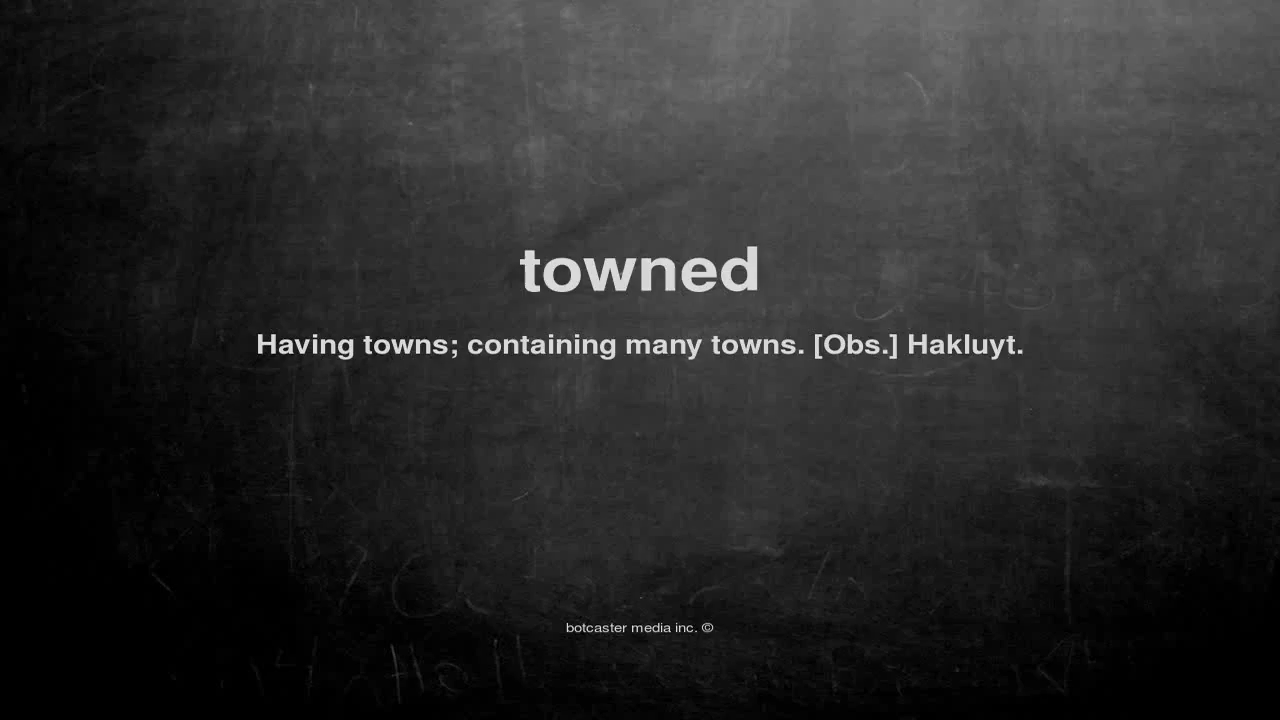 towned
Having towns; containing many towns. [Obs.] Hakluyt.
botcaster media inc. ©